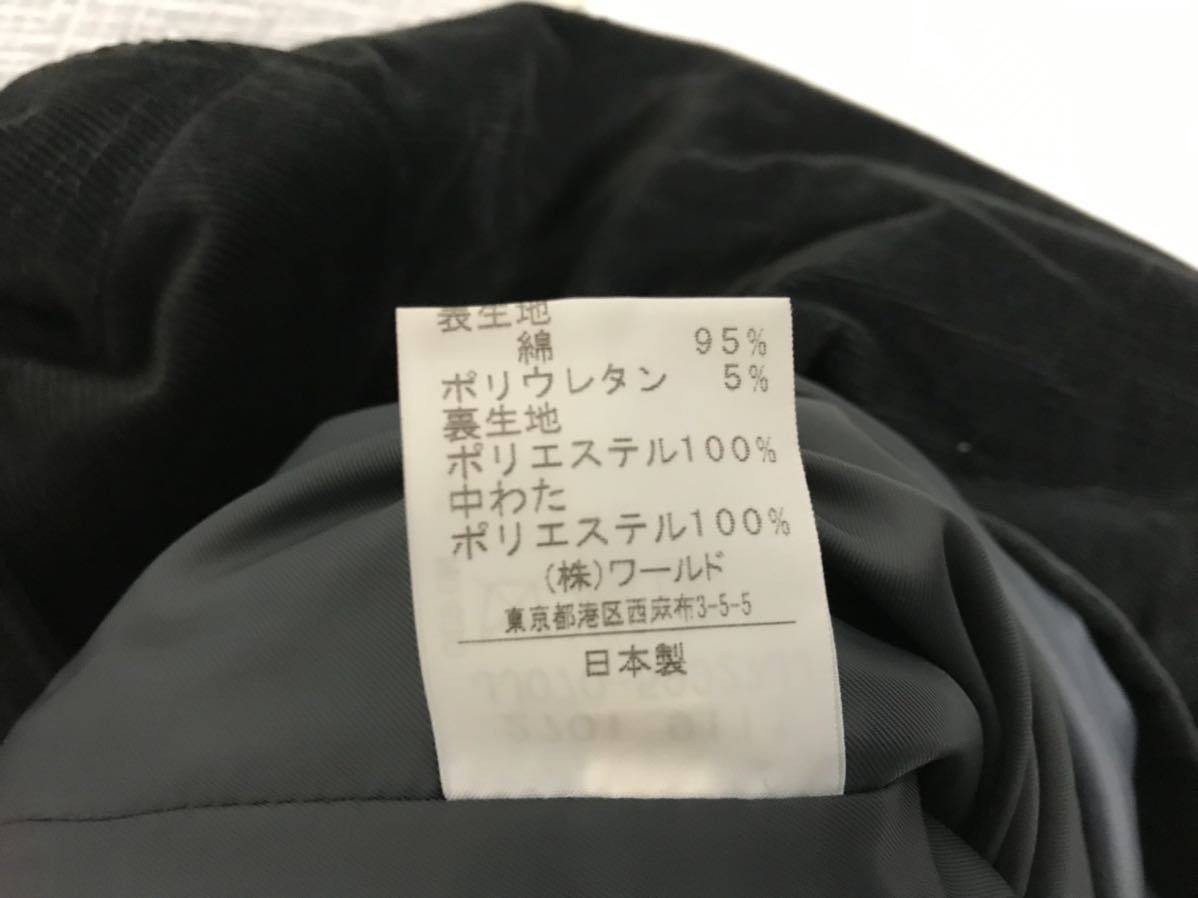 表生地
綿 95%
ポリウレタン 5%
裏生地
ポリエステル100%
中わた
ポリエステル100%
(株)ワールド
東京都港区西麻布3-5-5
日本製